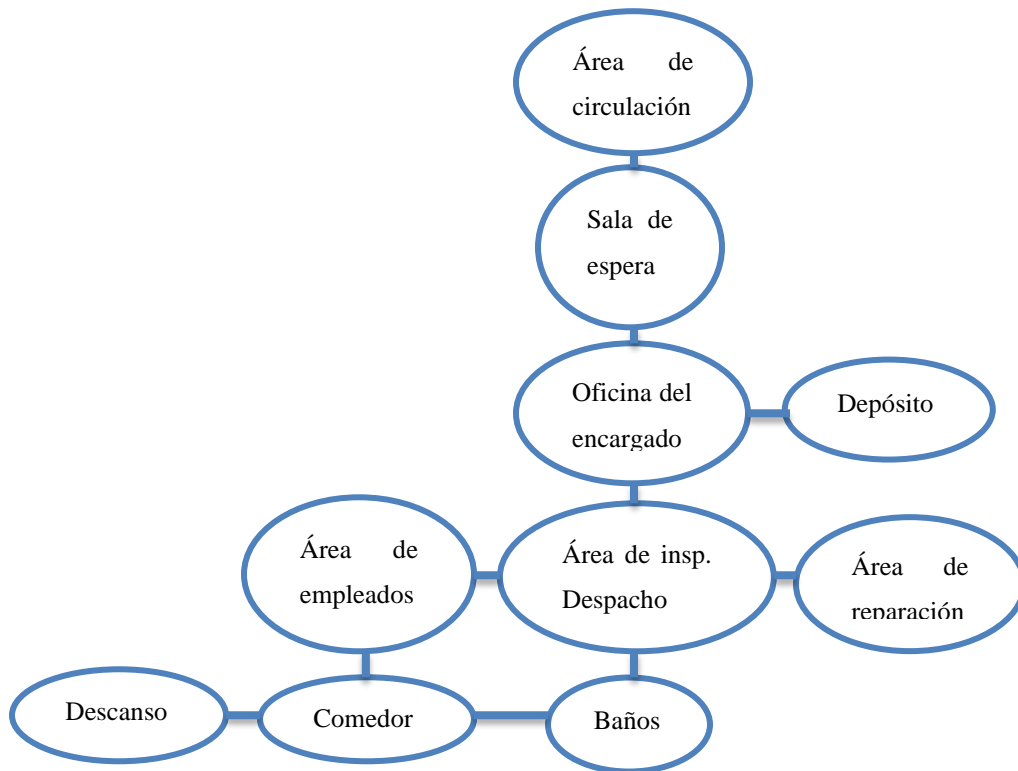 Área de
circulación
Sala de
espera
Oficina del
encargado
Depósito
Área de
empleados
Área de insp.
Despacho
Área de
reparación
Descanso
Comedor
Baños